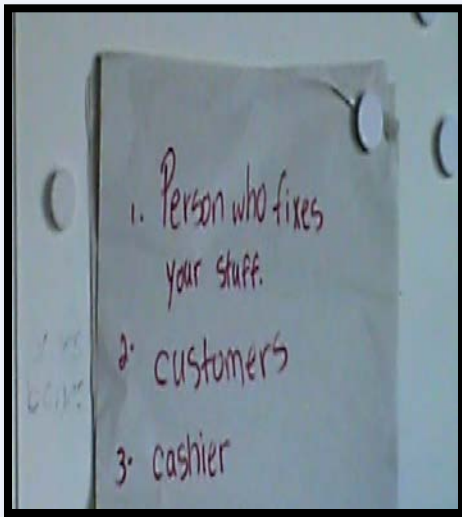 1. Person who fixes
your stuff.
2. customers
3. cashier